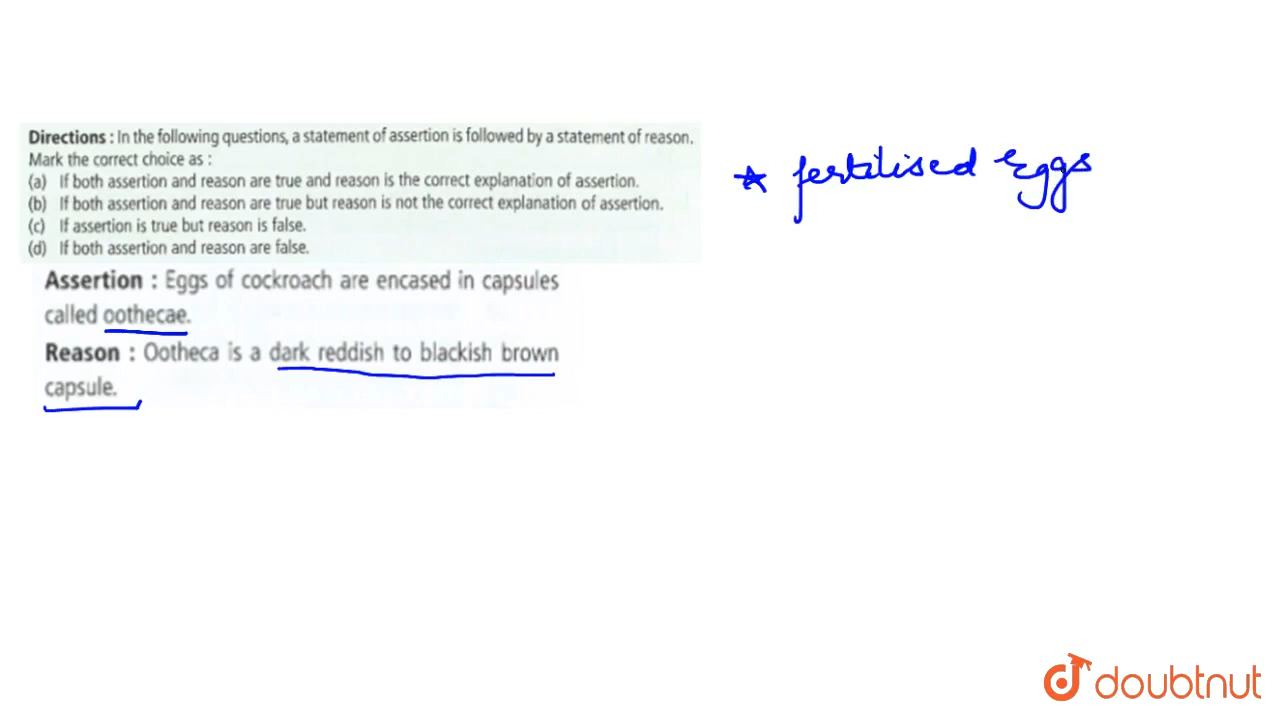 Directions : In the following questions, a statement of assertion is followed by a statement of reason.
Mark the correct choice as :
(a) If both assertion and reason are true and reason is the correct explanation of assertion.
(b) If both assertion and reason are true but reason is not the correct explanation of assertion.
(c) If assertion is true but reason is false.
(d) If both assertion and reason are false.
Assertion : Eggs of cockroach are encased in capsules
called oothecae.
Reason : Ootheca is a dark reddish to blackish brown
capsule.
★ fertilised Eggs
doubtnut